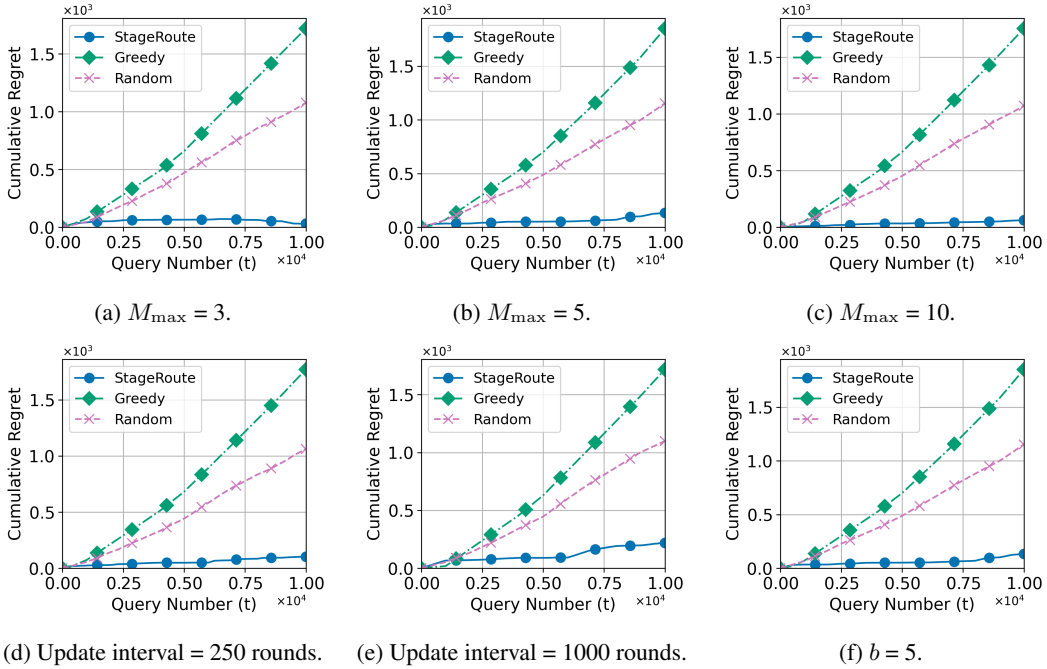 ×10³
Cumulative Regret
1.5
1.0
0.5
0.0
StageRoute
Greedy
Random
0.00 0.25 0.50 0.75 1.00
Query Number (t) ×10⁴
(a) M_max = 3.
×10³
Cumulative Regret
1.5
1.0
0.5
0.0
StageRoute
Greedy
Random
0.00 0.25 0.50 0.75 1.00
Query Number (t) ×10⁴
(b) M_max = 5.
×10³
Cumulative Regret
1.5
1.0
0.5
0.0
StageRoute
Greedy
Random
0.00 0.25 0.50 0.75 1.00
Query Number (t) ×10⁴
(c) M_max = 10.
×10³
Cumulative Regret
1.5
1.0
0.5
0.0
StageRoute
Greedy
Random
0.00 0.25 0.50 0.75 1.00
Query Number (t) ×10⁴
(d) Update interval = 250 rounds.
×10³
Cumulative Regret
1.5
1.0
0.5
0.0
StageRoute
Greedy
Random
0.00 0.25 0.50 0.75 1.00
Query Number (t) ×10⁴
(e) Update interval = 1000 rounds.
×10³
Cumulative Regret
1.5
1.0
0.5
0.0
StageRoute
Greedy
Random
0.00 0.25 0.50 0.75 1.00
Query Number (t) ×10⁴
(f) b = 5.